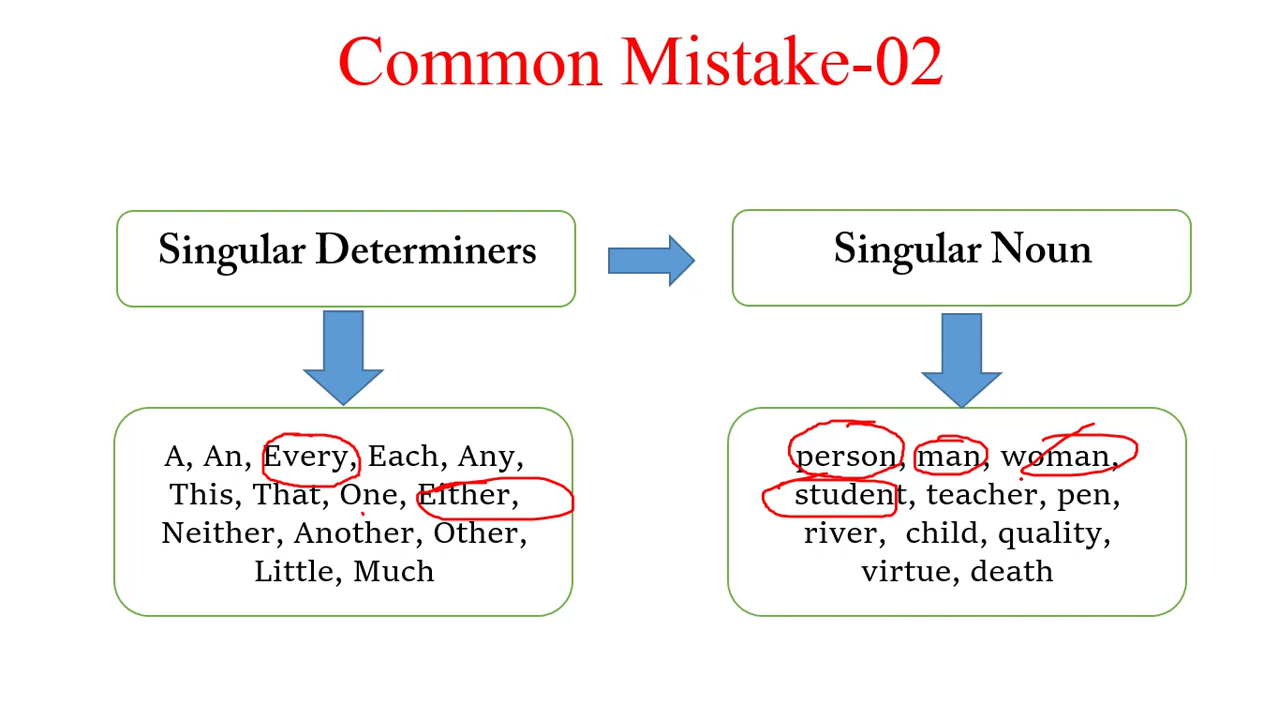 Common Mistake-02
Singular Determiners
Singular Noun
A, An, Every, Each, Any,
This, That, One, Either,
Neither, Another, Other,
Little, Much
person, man, woman,
student, teacher, pen,
river, child, quality,
virtue, death